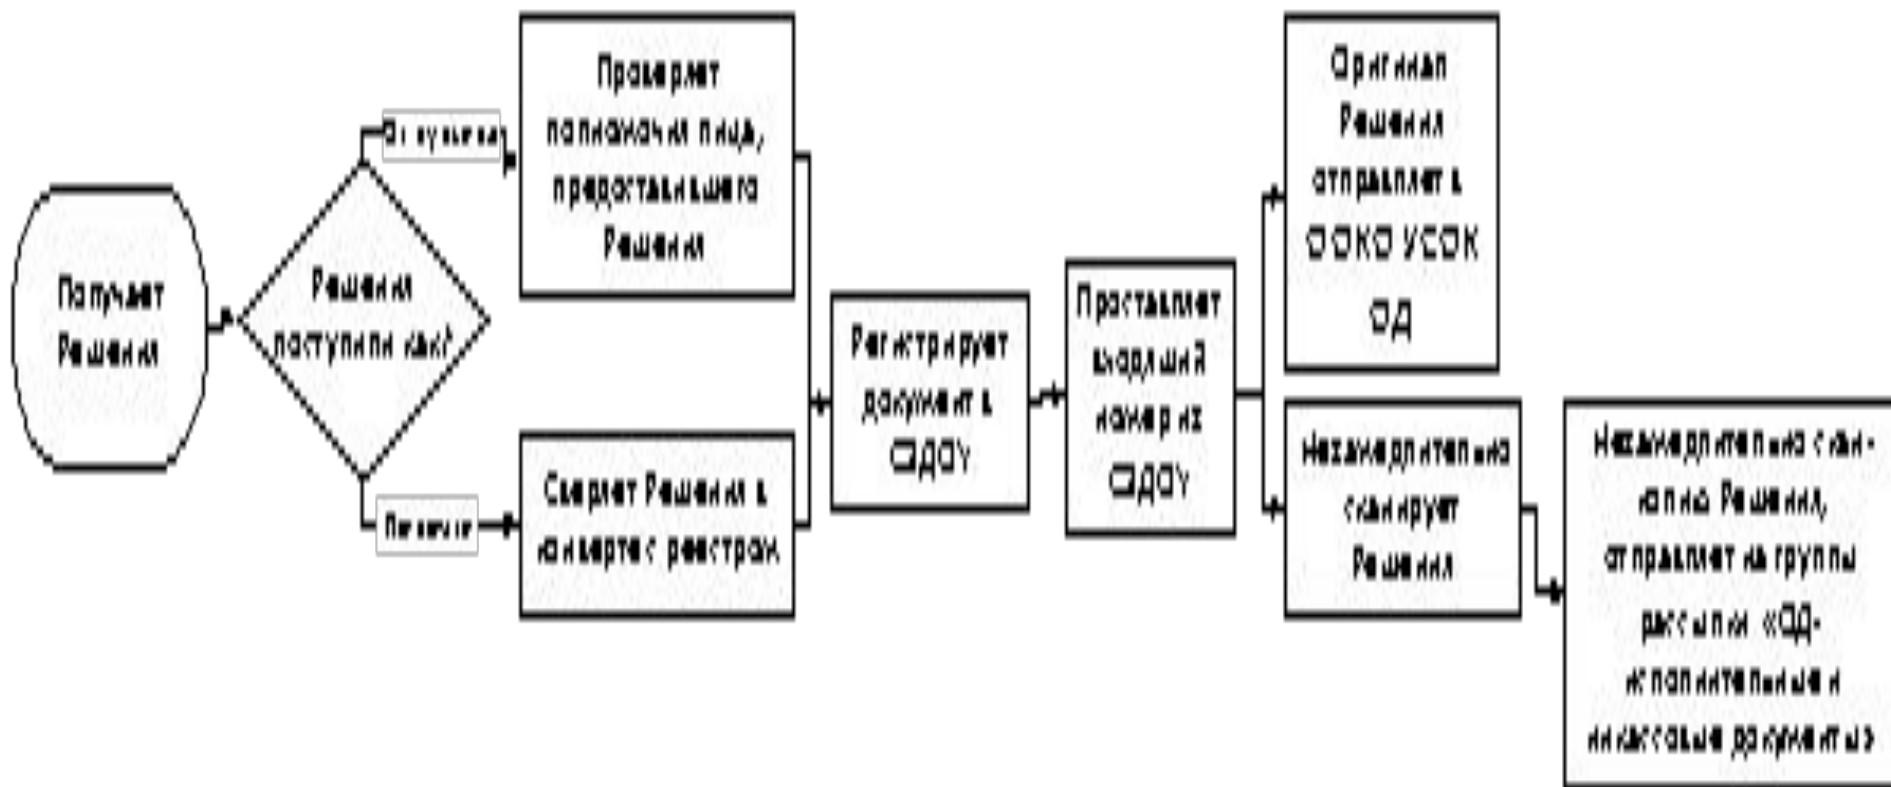 Получает
Решения
Решения
поступили как?
Проверяет
полномочия лица,
предоставившего
Решения
Сверяет Решения в
конверте с реестром
Регистрирует
документ в
СЭДОУ
Проставляет
входящий
номер из
СЭДОУ
Оригинал
Решения
отправляет в
ООКО УСОК
ОД
Незамедлительно
сканирует
Решения
Незамедлительно скан-
копию Решения,
отправляет на группы
рассылки «ОД-
исполнительные и
инкассовые документы»